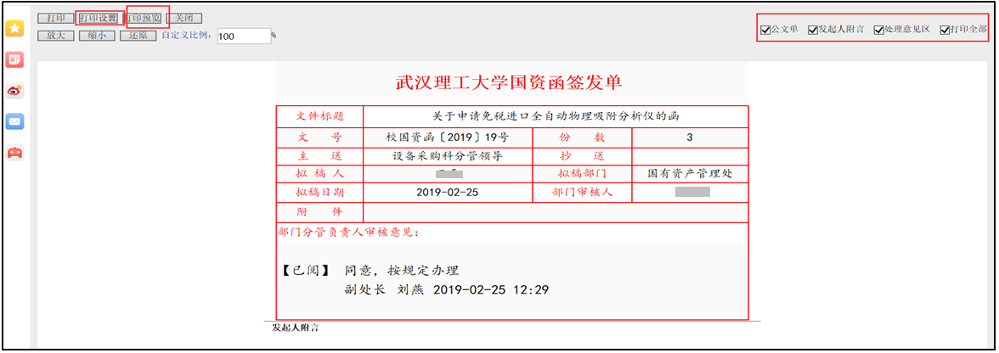 打印 打印设置 打印预览 关闭
放大 缩小 还原 自定义比例： 100 %
公文单 发起人附言 处理意见区 打印全部
武汉理工大学国资函签发单
文件标题 关于申请免税进口全自动物理吸附分析仪的函
文 号 校国资函〔2019〕19号 份 数 3
主 送 设备采购科分管领导 抄 送
拟 稿 人 拟稿部门 国有资产管理处
拟稿日期 2019-02-25 部门审核人
附 件
部门分管负责人审核意见：
【已阅】 同意，按规定办理
副处长 刘燕 2019-02-25 12:29
发起人附言